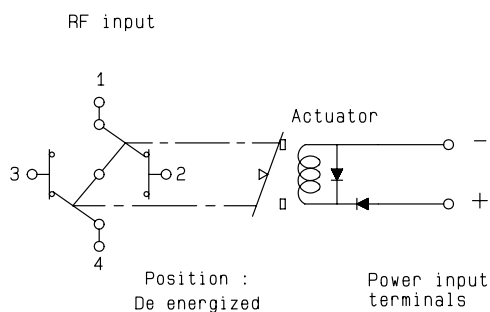 RF input
1
Actuator
3
2
−
+
4
Position :
De energized
Power input
terminals